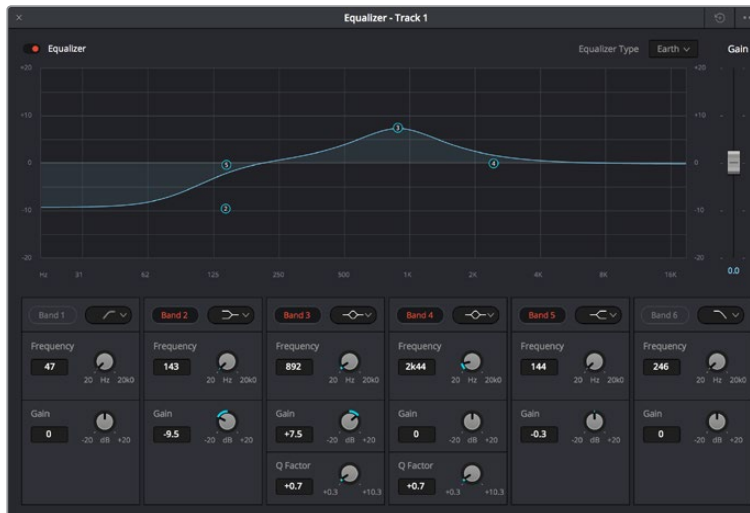 Equalizer - Track 1
Equalizer
Equalizer Type Earth Gain
+20 +20
+10 +10
0 0
-10 -10
-20 -20
Hz 31 62 125 250 500 1K 2K 4K 8K 16K
5 3 4 2
0.0
Band 1 Band 2 Band 3 Band 4 Band 5 Band 6
Frequency Frequency Frequency Frequency Frequency Frequency
47 143 892 2k44 144 246
20 Hz 20k0 20 Hz 20k0 20 Hz 20k0 20 Hz 20k0 20 Hz 20k0 20 Hz 20k0
Gain Gain Gain Gain Gain Gain
0 -9.5 +7.5 0 -0.3 0
-20 dB +20 -20 dB +20 -20 dB +20 -20 dB +20 -20 dB +20 -20 dB +20
Q Factor Q Factor
+0.7 +0.7
+0.3 +10.3 +0.3 +10.3